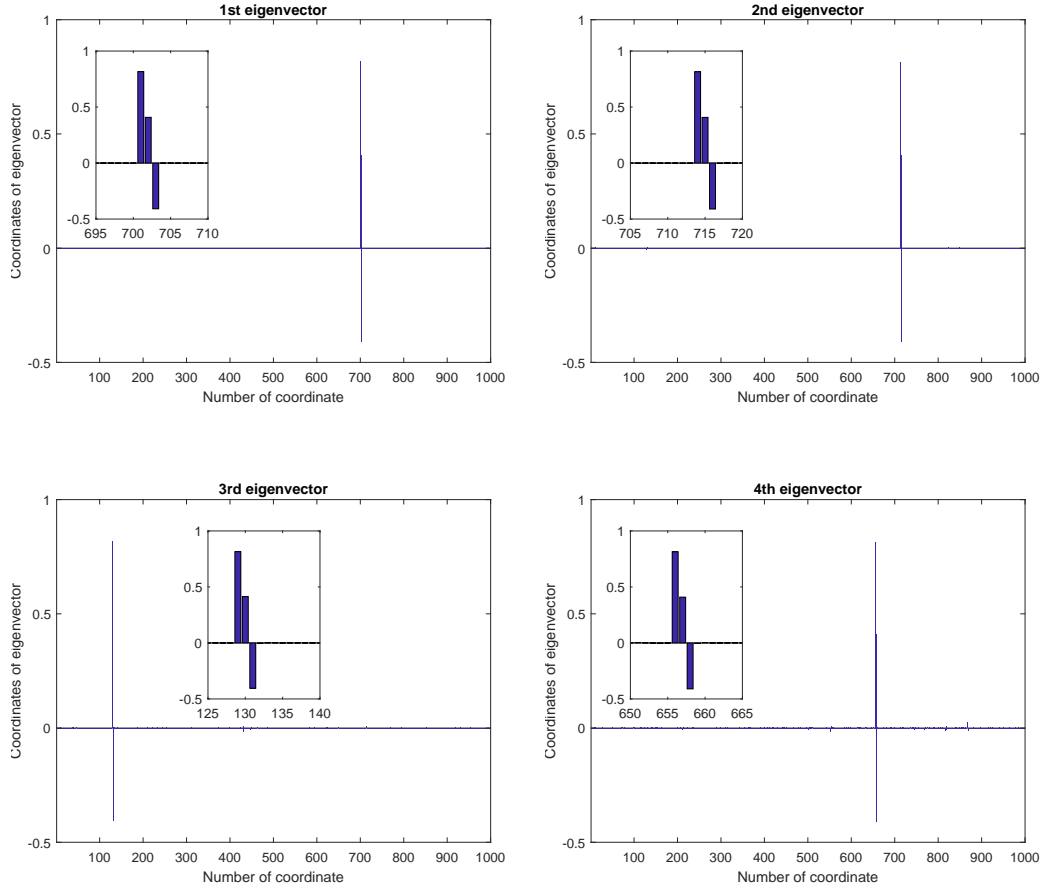 1st eigenvector
1
0.5
0
-0.5
100 200 300 400 500 600 700 800 900 1000
Number of coordinate
Coordinates of eigenvector
1
0.5
0
-0.5
695 700 705 710
2nd eigenvector
1
0.5
0
-0.5
100 200 300 400 500 600 700 800 900 1000
Number of coordinate
Coordinates of eigenvector
1
0.5
0
-0.5
705 710 715 720
3rd eigenvector
1
0.5
0
-0.5
100 200 300 400 500 600 700 800 900 1000
Number of coordinate
Coordinates of eigenvector
1
0.5
0
-0.5
125 130 135 140
4th eigenvector
1
0.5
0
-0.5
100 200 300 400 500 600 700 800 900 1000
Number of coordinate
Coordinates of eigenvector
1
0.5
0
-0.5
650 655 660 665